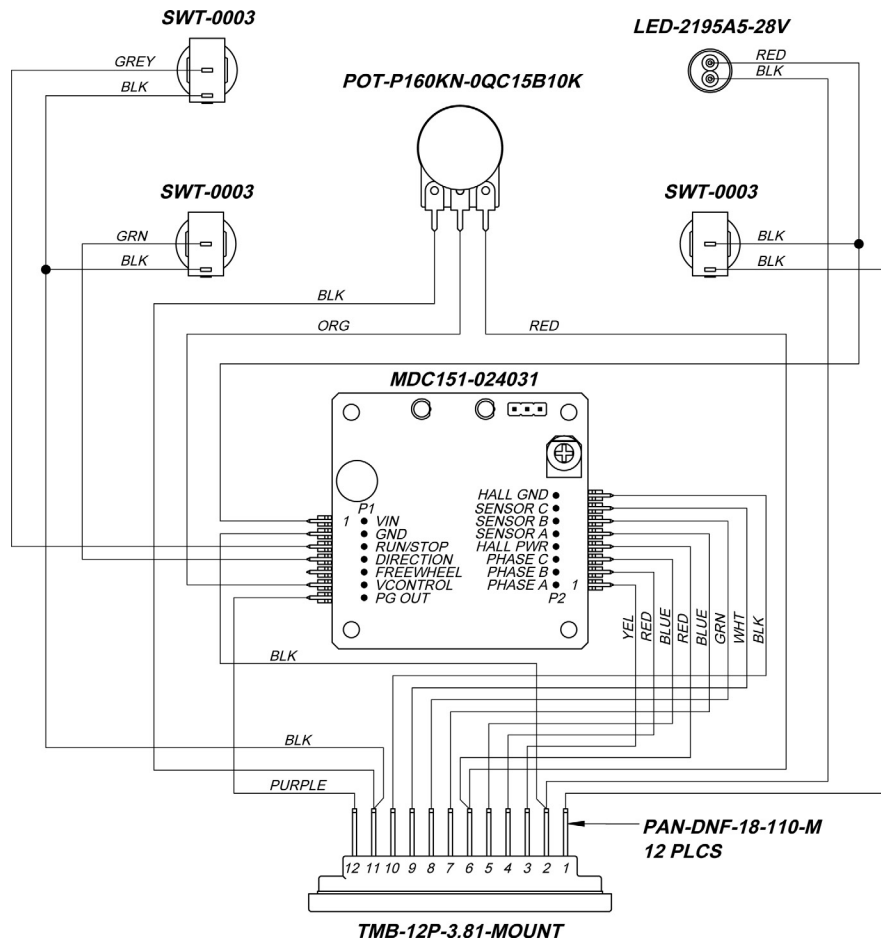 SWT-0003
LED-2195A5-28V
GREY
RED
BLK
BLK
POT-P160KN-0QC15B10K
SWT-0003
SWT-0003
GRN
BLK
BLK
BLK
BLK
ORG
RED
MDC151-024031
P1
1
VIN
GND
RUN/STOP
DIRECTION
FREEWHEEL
VCONTROL
PG OUT
HALL GND
SENSOR C
SENSOR B
SENSOR A
HALL PWR
PHASE C
PHASE B
PHASE A
1
P2
YEL
RED
BLUE
RED
BLUE
GRN
WHT
BLK
BLK
BLK
PURPLE
PAN-DNF-18-110-M
12 PLCS
12 11 10 9 8 7 6 5 4 3 2 1
TMB-12P-3.81-MOUNT